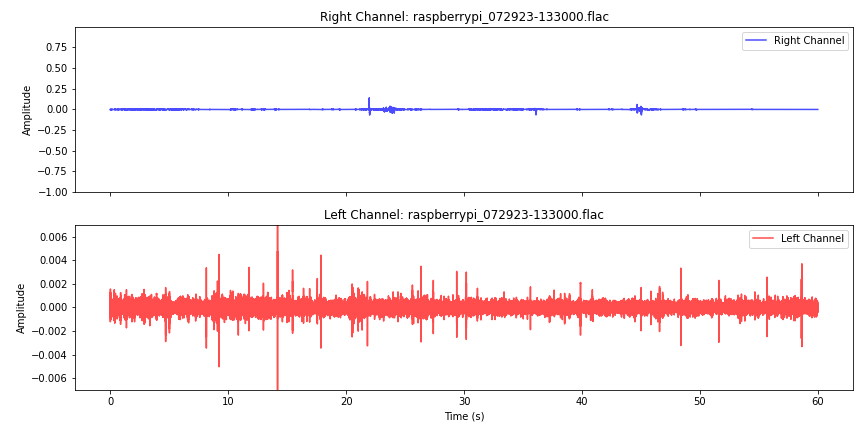 Right Channel: raspberrypi_072923-133000.flac
Right Channel
0.75
0.50
0.25
0.00
−0.25
−0.50
−0.75
−1.00
Amplitude
Left Channel: raspberrypi_072923-133000.flac
Left Channel
0.006
0.004
0.002
0.000
−0.002
−0.004
−0.006
Amplitude
0 10 20 30 40 50 60
Time (s)